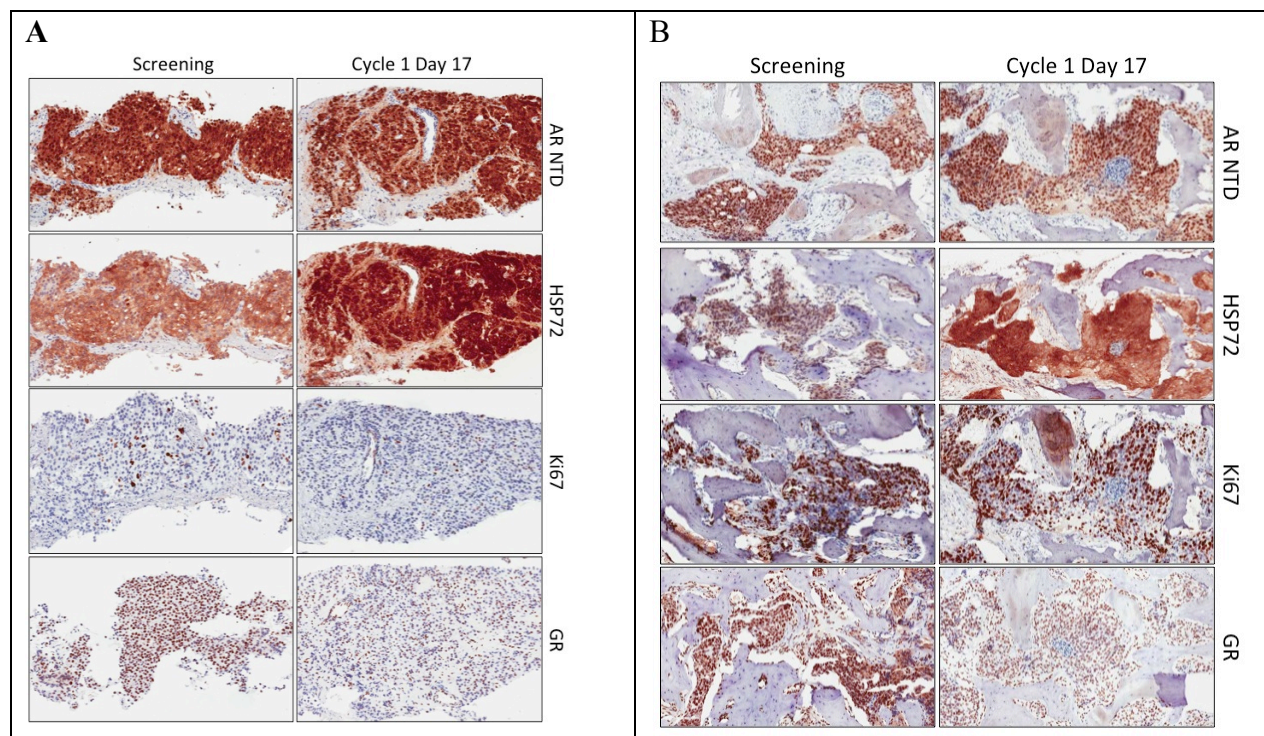 A
Screening Cycle 1 Day 17
AR NTD
HSP72
Ki67
GR
B
Screening Cycle 1 Day 17
AR NTD
HSP72
Ki67
GR